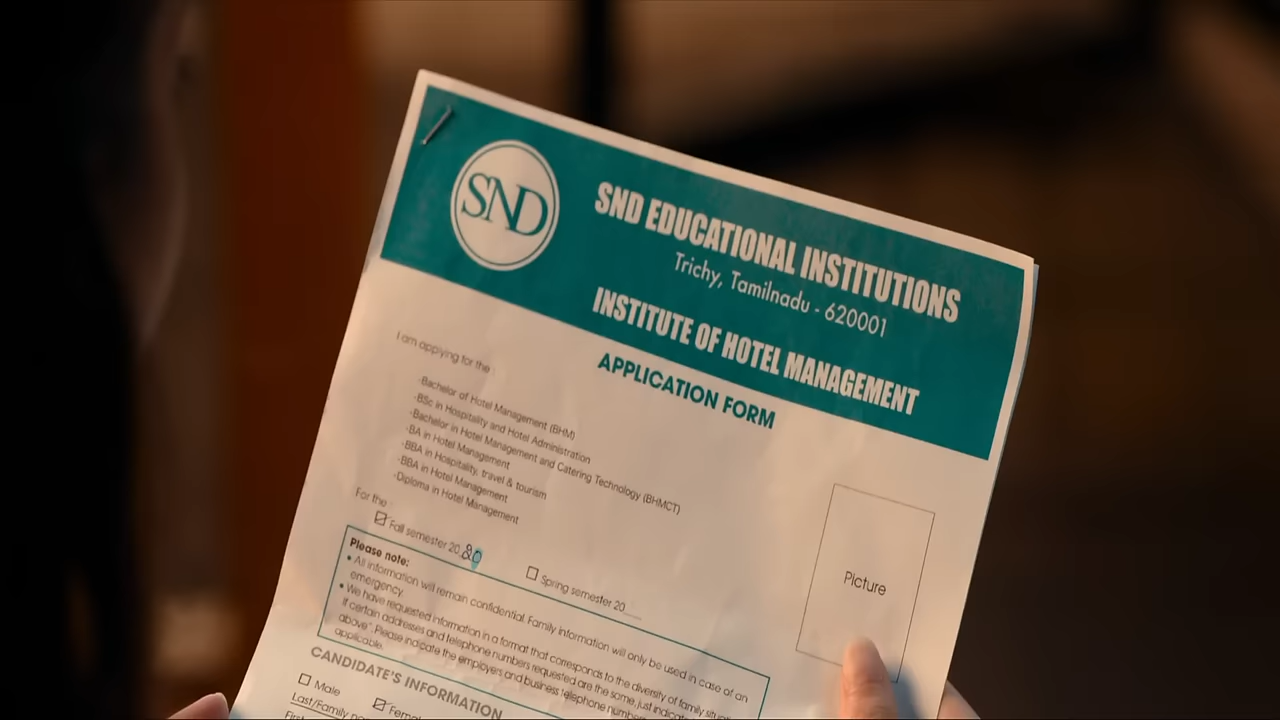 SND
SND EDUCATIONAL INSTITUTIONS
Trichy, Tamilnadu - 620001
INSTITUTE OF HOTEL MANAGEMENT
APPLICATION FORM
I am applying for the :
-Bachelor of Hotel Management (BHM)
-BSc in Hospitality and Hotel Administration
-Bachelor in Hotel Management and Catering Technology (BHMCT)
-BA in Hotel Management
-BBA in Hospitality, travel & tourism
-BBA in Hotel Management
-Diploma in Hotel Management
For the :
Fall semester 20
Spring semester 20
Picture
Please note:
• All information will remain confidential. Family information will only be used in case of an
emergency.
• We have requested information in a format that corresponds to the diversity of family
If certain addresses and telephone numbers requested are the same, just
above". Please indicate the employers and business telephone
applicable.
CANDIDATE'S INFORMATION
Male
Last/Family